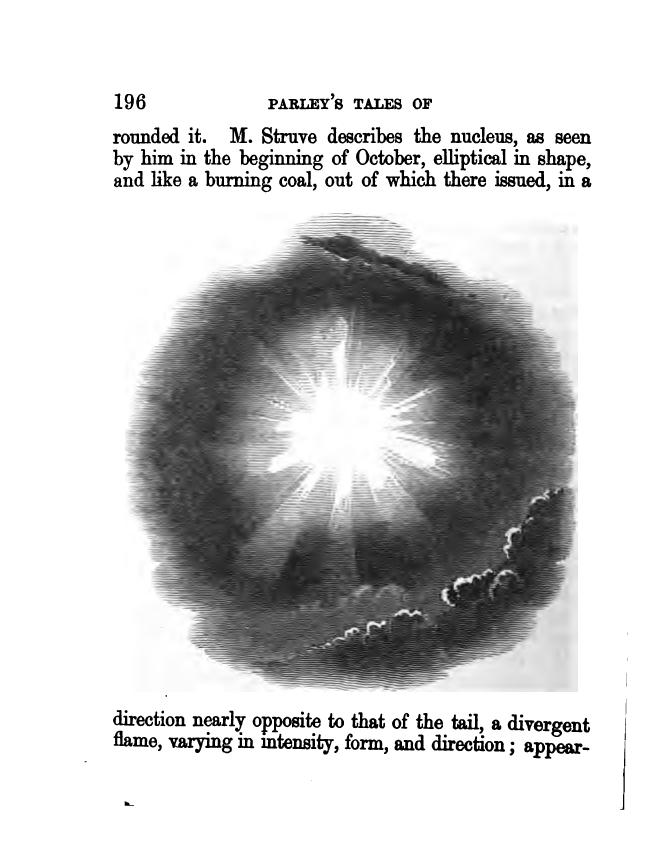 196 PARLEY'S TALES OF
rounded it. M. Struve describes the nucleus, as seen
by him in the beginning of October, elliptical in shape,
and like a burning coal, out of which there issued, in a
direction nearly opposite to that of the tail, a divergent
flame, varying in intensity, form, and direction; appear-